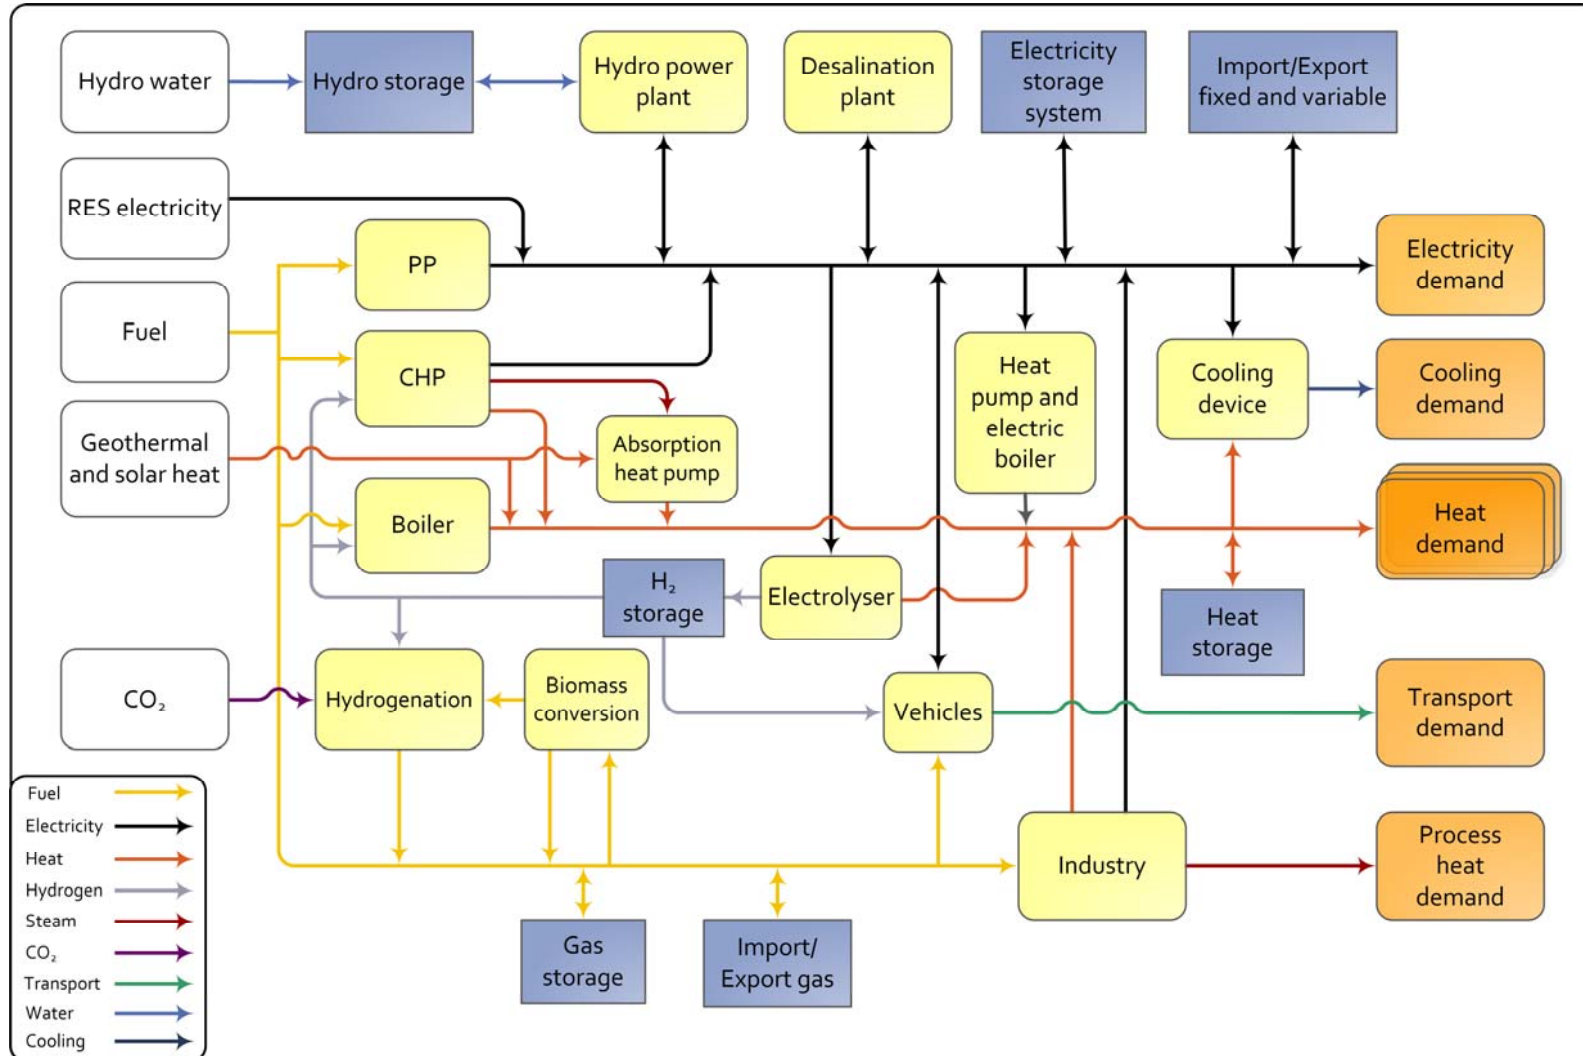 Hydro water
Hydro storage
Hydro power
plant
Desalination
plant
Electricity
storage
system
Import/Export
fixed and variable
RES electricity
PP
Electricity
demand
Fuel
CHP
Heat
pump and
electric
boiler
Cooling
device
Cooling
demand
Geothermal
and solar heat
Absorption
heat pump
Boiler
Heat
demand
H₂
storage
Electrolyser
Heat
storage
CO₂
Hydrogenation
Biomass
conversion
Vehicles
Transport
demand
Industry
Process
heat
demand
Gas
storage
Import/
Export gas
Fuel
Electricity
Heat
Hydrogen
Steam
CO₂
Transport
Water
Cooling